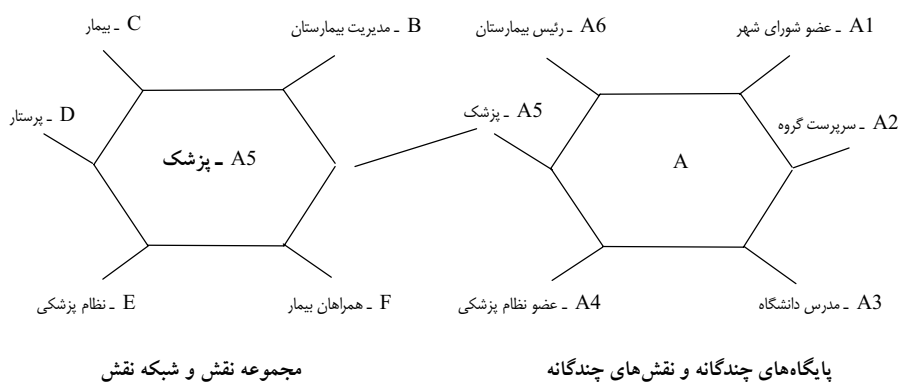 A1 ـ عضو شورای شهر
A6 ـ رئیس بیمارستان
A2 ـ سرپرست گروه
A5 ـ پزشک
A
A3 ـ مدرس دانشگاه
A4 ـ عضو نظام پزشکی
پایگاه‌های چندگانه و نقش‌های چندگانه
B ـ مدیریت بیمارستان
C ـ بیمار
D ـ پرستار
A5 ـ پزشک
F ـ همراهان بیمار
E ـ نظام پزشکی
مجموعه نقش و شبکه نقش